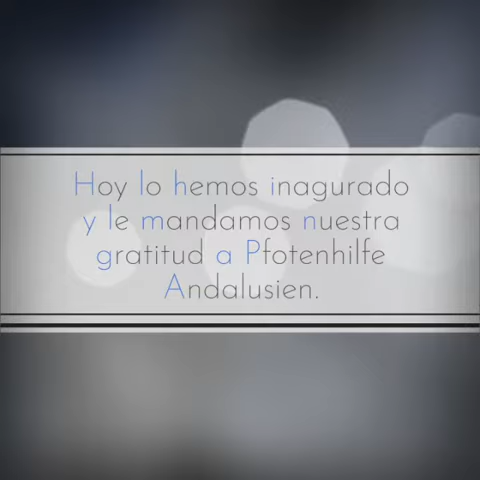 Hoy lo hemos inagurado
y le mandamos nuestra
gratitud a Pfotenhilfe
Andalusien.